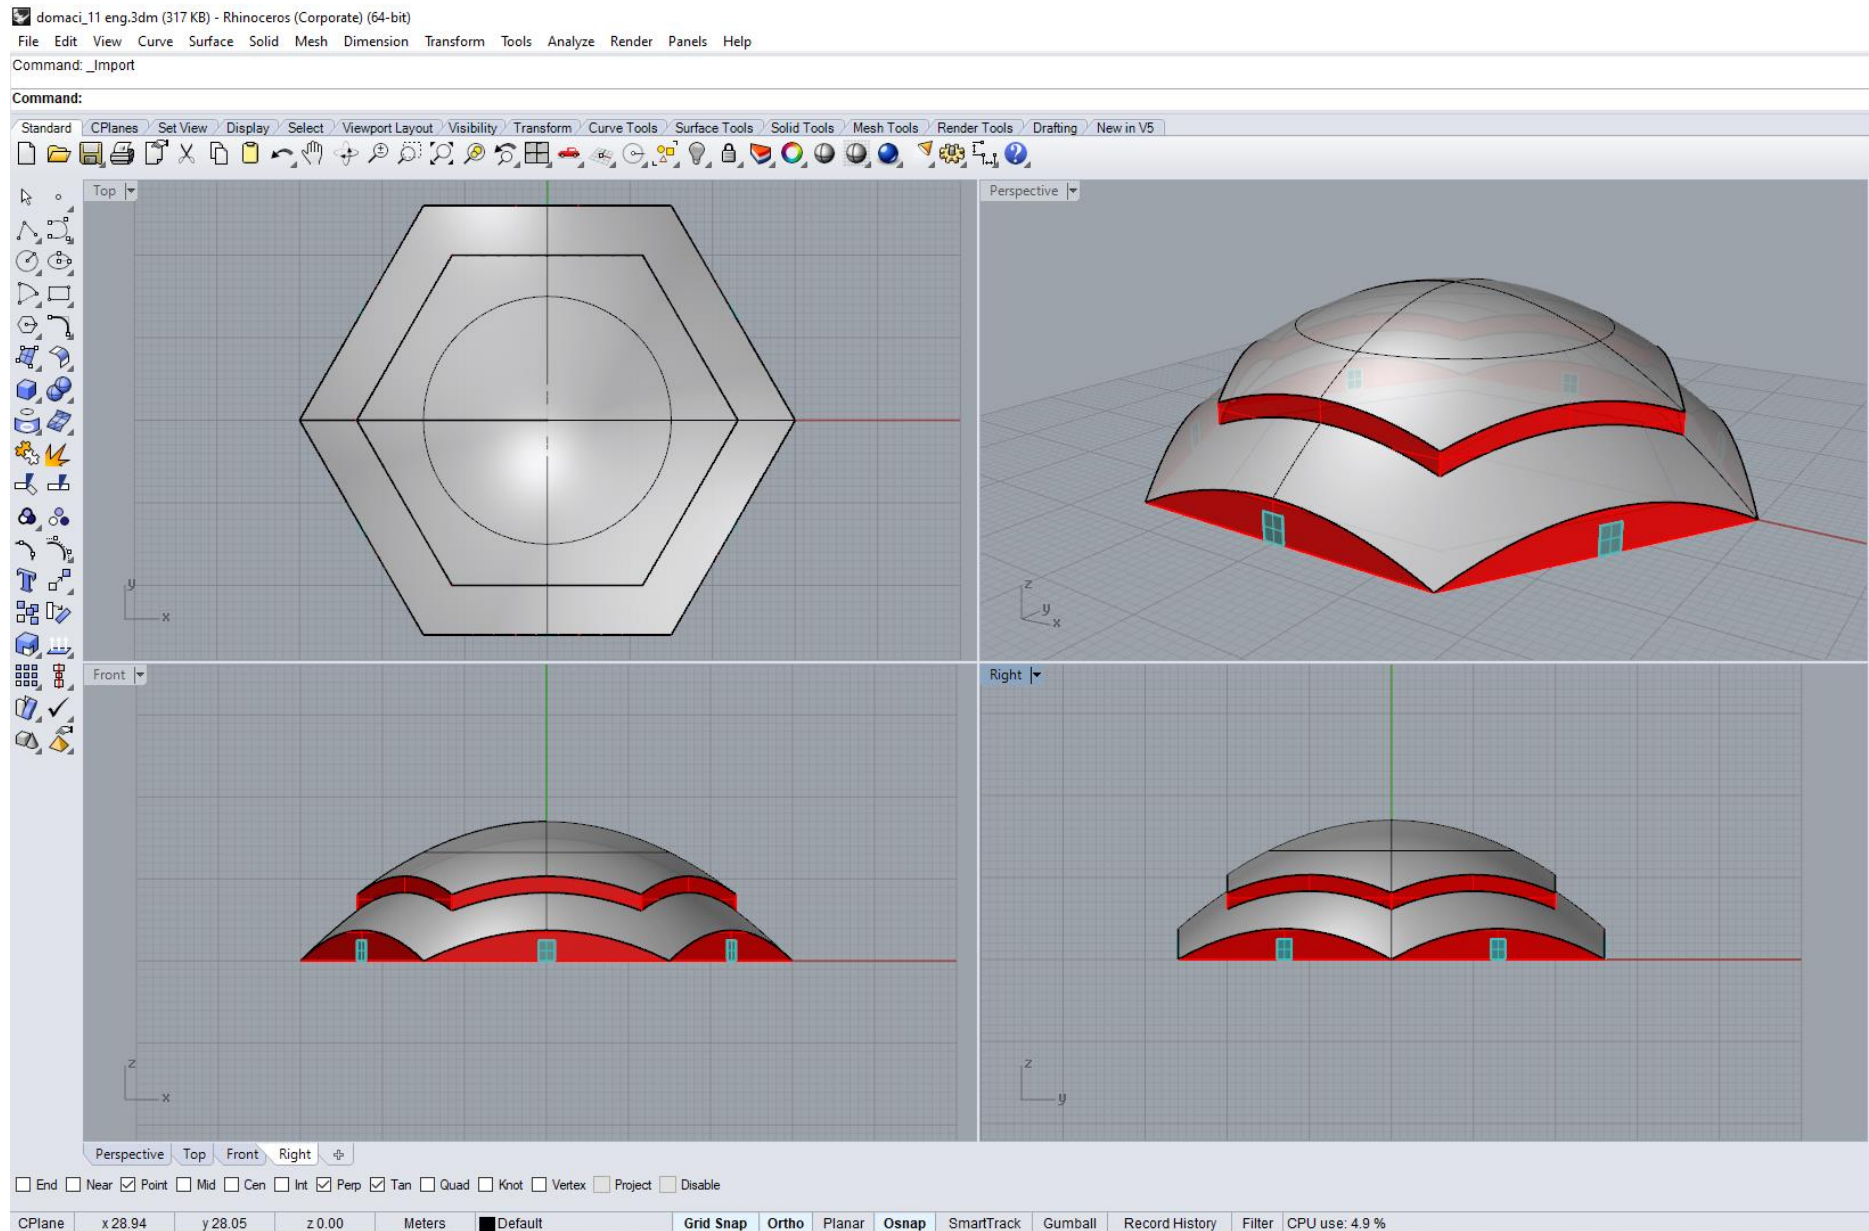 domaci_11 eng.3dm (317 KB) - Rhinoceros (Corporate) (64-bit)
File Edit View Curve Surface Solid Mesh Dimension Transform Tools Analyze Render Panels Help
Command: _Import
Command:
Standard CPlanes Set View Display Select Viewport Layout Visibility Transform Curve Tools Surface Tools Solid Tools Mesh Tools Render Tools Drafting New in V5
Top
y
x
Perspective
z
y
x
Front
z
x
Right
z
y
Perspective Top Front Right
End Near Point Mid Cen Int Perp Tan Quad Knot Vertex Project Disable
CPlane x 28.94 y 28.05 z 0.00 Meters Default Grid Snap Ortho Planar Osnap SmartTrack Gumball Record History Filter CPU use: 4.9 %